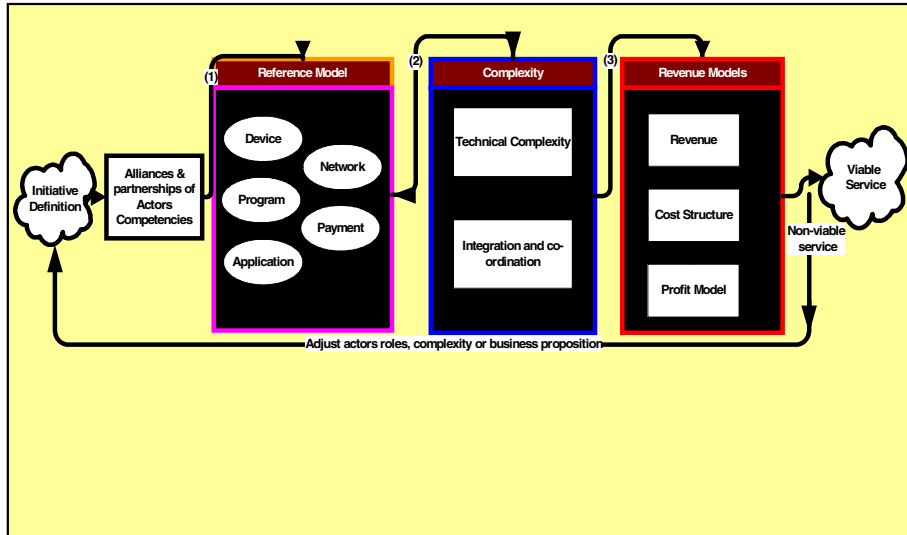 (1)
(2)
(3)
Reference Model
Complexity
Revenue Models
Initiative
Definition
Alliances &
partnerships of
Actors
Competencies
Device
Network
Program
Payment
Application
Technical Complexity
Integration and co-
ordination
Revenue
Cost Structure
Profit Model
Viable
Service
Non-viable
service
Adjust actors roles, complexity or business proposition